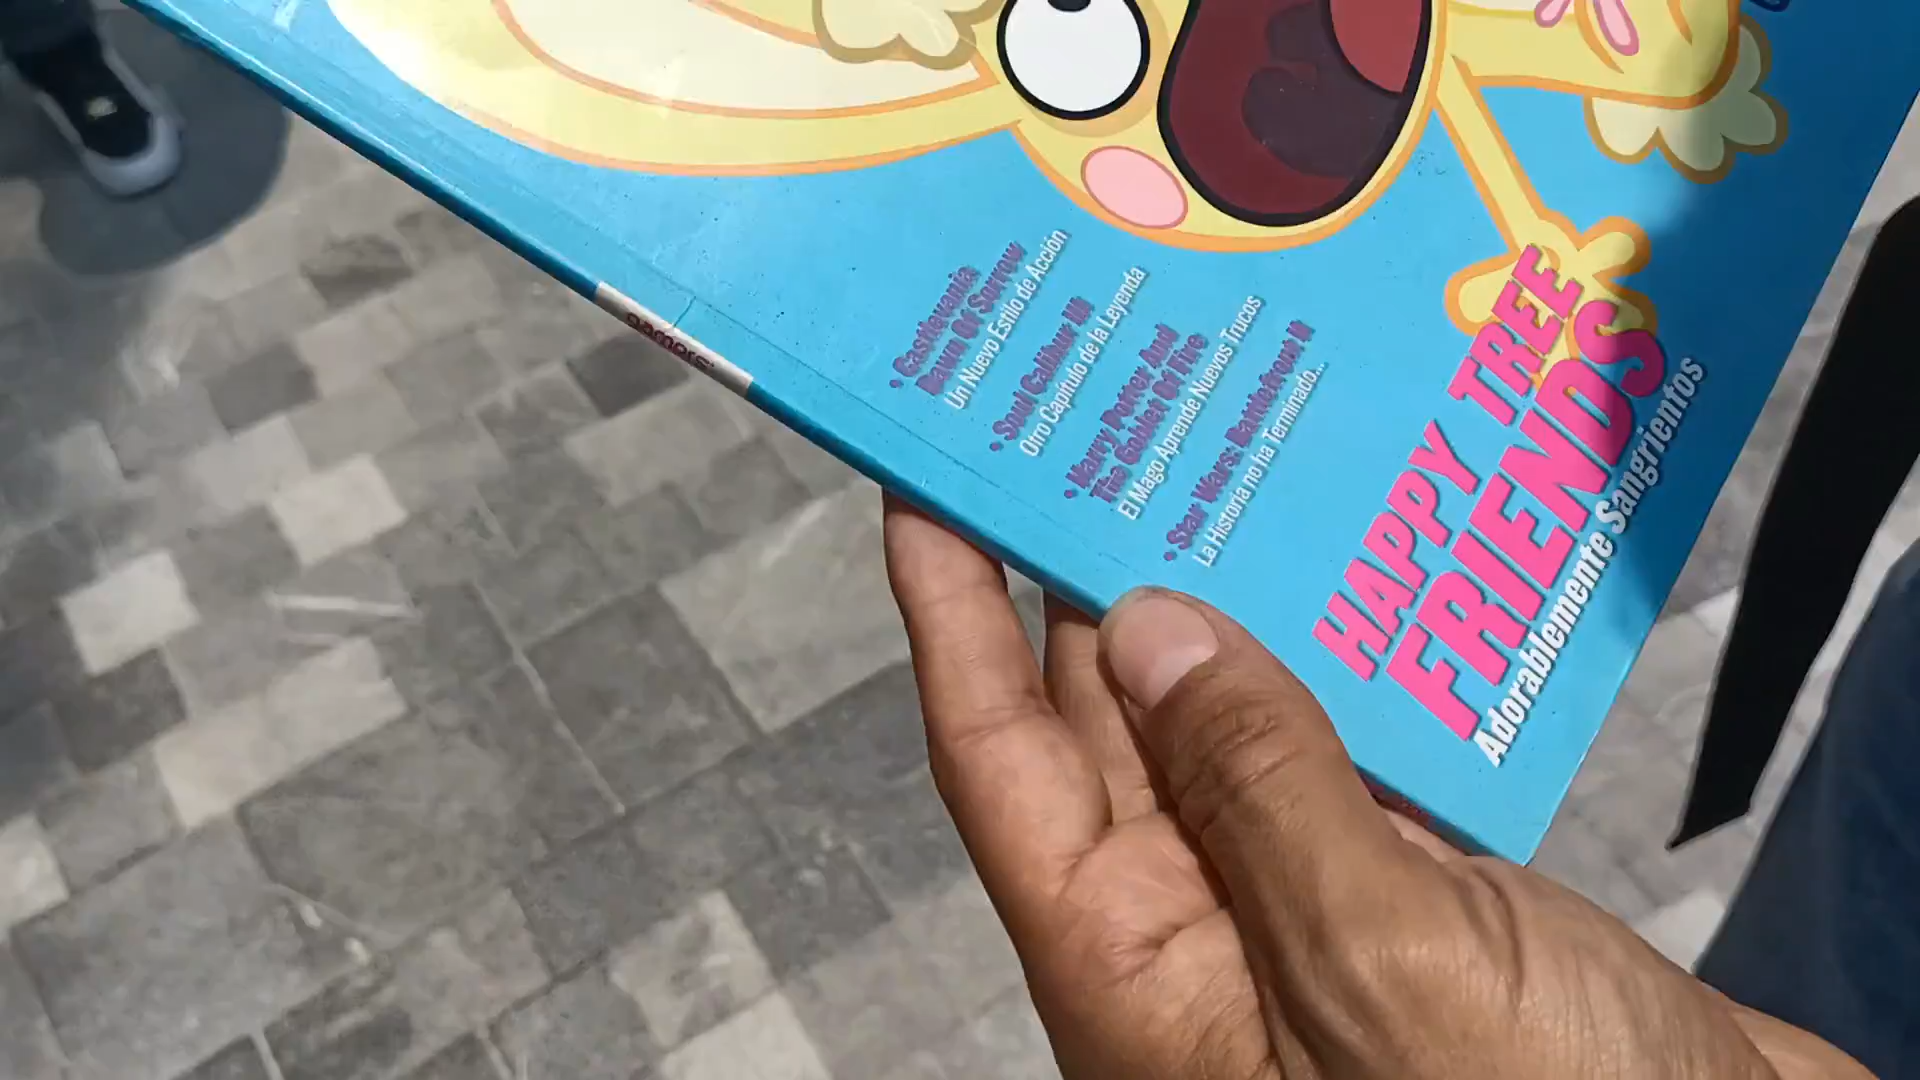 • Castlevania
Dawn Of Sorrow
Un Nuevo Estilo de Acción
• Soul Calibur III
Otro Capítulo de la Leyenda
• Harry Potter And
The Goblet Of Fire
El Mago Aprende Nuevos Trucos
• Star Wars: Battlefront II
La Historia no ha Terminado...
HAPPY TREE
FRIENDS
Adorablemente Sangrientos
gamers